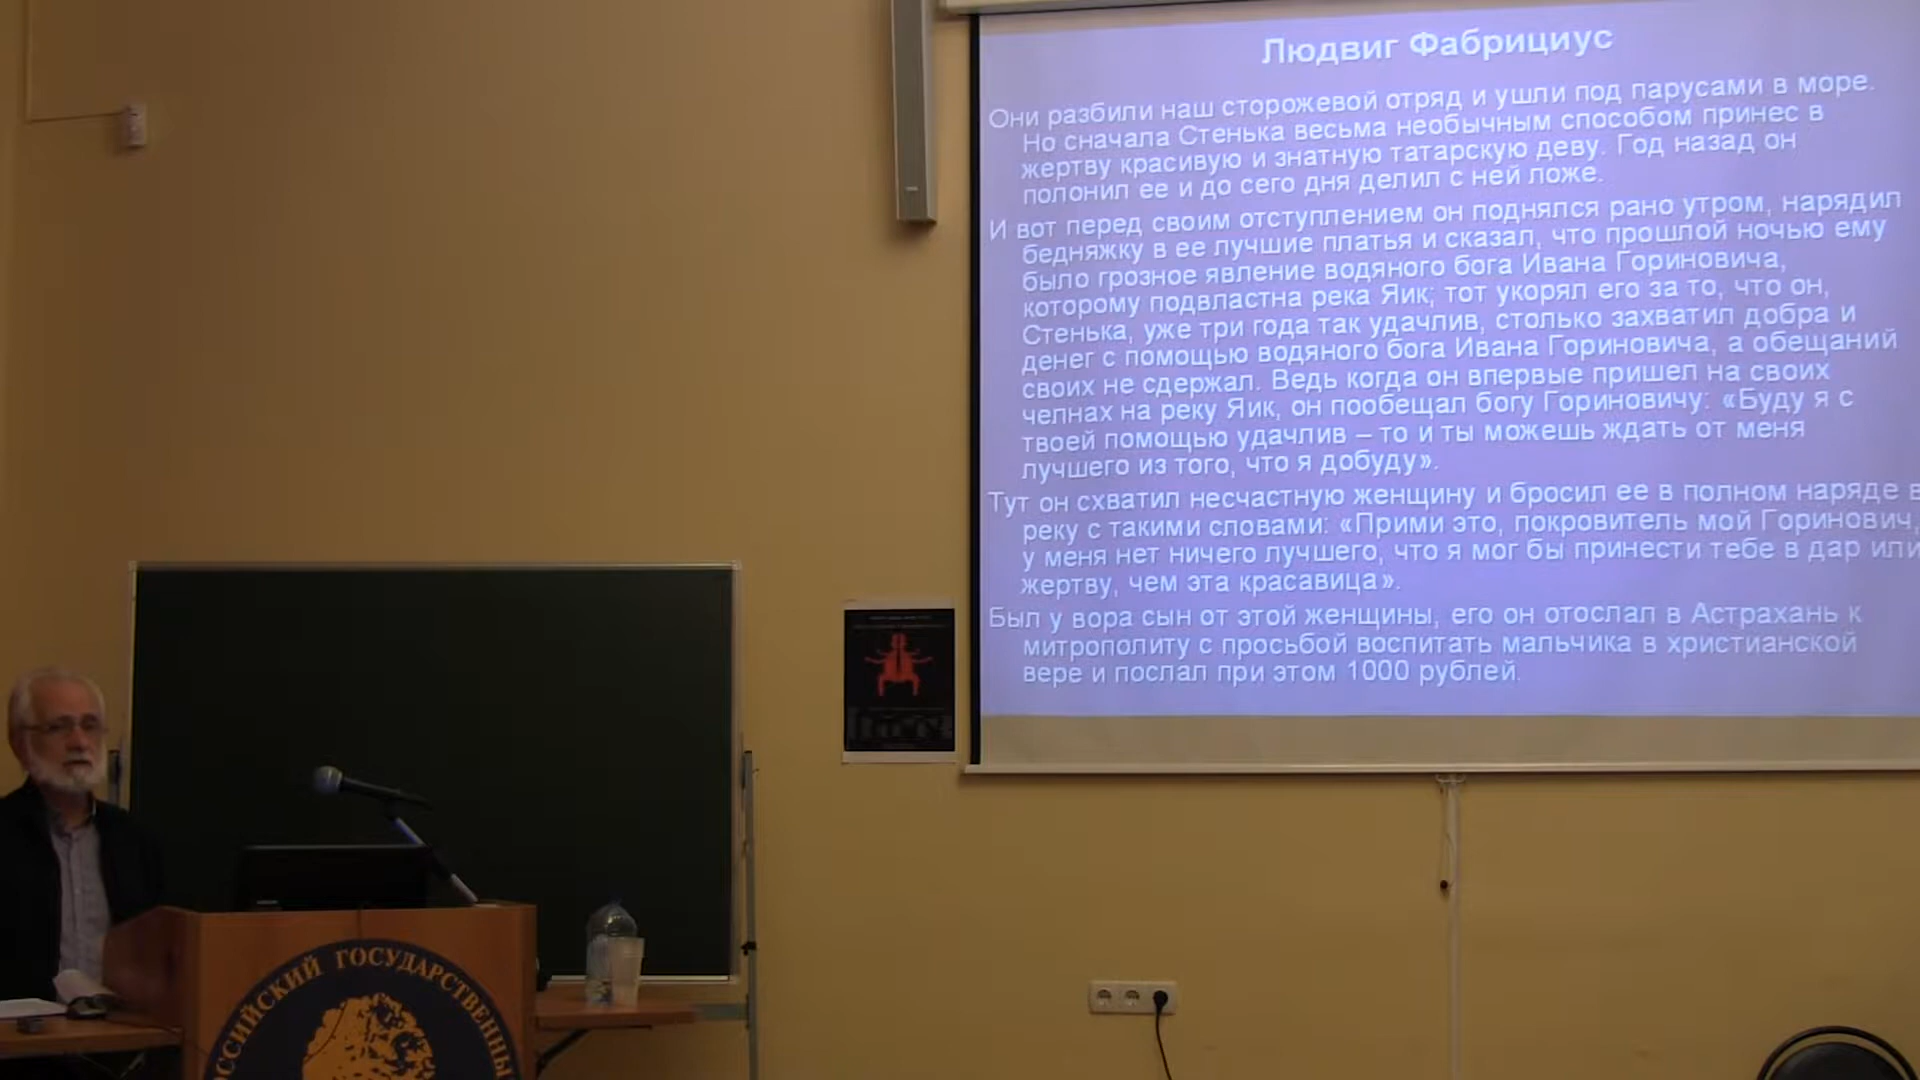 Людвиг Фабрициус
Они разбили наш сторожевой отряд и ушли под парусами в море.
Но сначала Стенька весьма необычным способом принес в
жертву красивую и знатную татарскую деву. Год назад он
полонил ее и до сего дня делил с ней ложе.
И вот перед своим отступлением он поднялся рано утром, нарядил
бедняжку в ее лучшие платья и сказал, что прошлой ночью ему
было грозное явление водяного бога Ивана Гориновича,
которому подвластна река Яик; тот укорял его за то, что он,
Стенька, уже три года так удачлив, столько захватил добра и
денег с помощью водяного бога Ивана Гориновича, а обещаний
своих не сдержал. Ведь когда он впервые пришел на своих
челнах на реку Яик, он пообещал богу Гориновичу: «Буду я с
твоей помощью удачлив – то и ты можешь ждать от меня
лучшего из того, что я добуду».
Тут он схватил несчастную женщину и бросил ее в полном наряде в
реку с такими словами: «Прими это, покровитель мой Горинович,
у меня нет ничего лучшего, что я мог бы принести тебе в дар или
жертву, чем эта красавица».
Был у вора сын от этой женщины, его он отослал в Астрахань к
митрополиту с просьбой воспитать мальчика в христианской
вере и послал при этом 1000 рублей.
ССИЙСКИЙ ГОСУДАРСТВЕННЫ